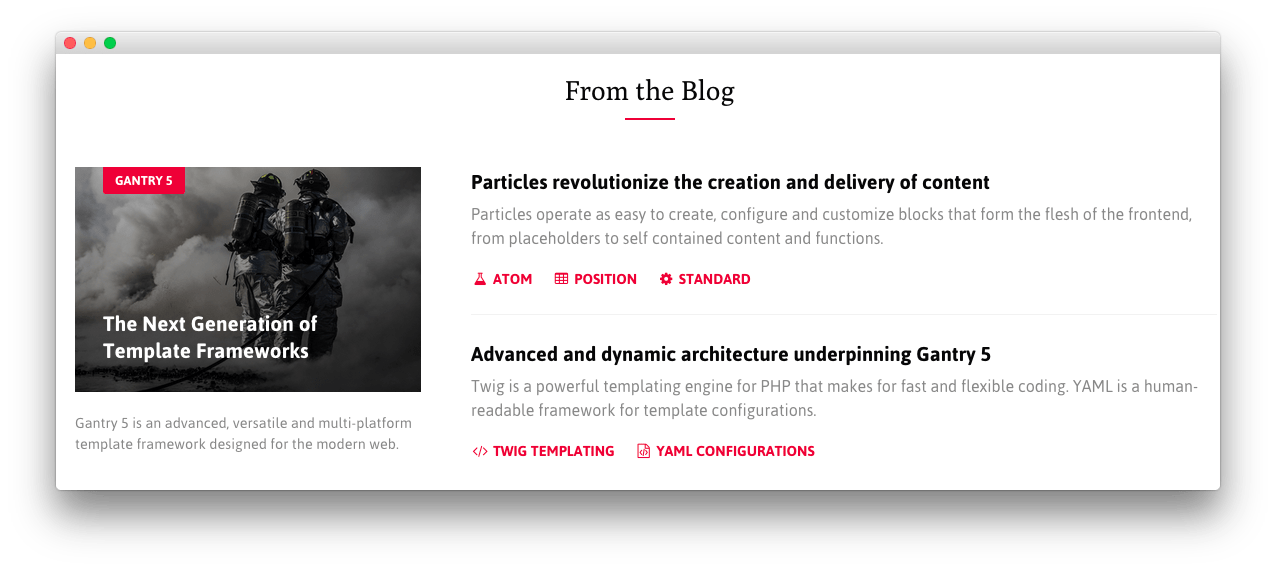 From the Blog
GANTRY 5
The Next Generation of
Template Frameworks
Gantry 5 is an advanced, versatile and multi-platform
template framework designed for the modern web.
Particles revolutionize the creation and delivery of content
Particles operate as easy to create, configure and customize blocks that form the flesh of the frontend,
from placeholders to self contained content and functions.
ATOM POSITION STANDARD
Advanced and dynamic architecture underpinning Gantry 5
Twig is a powerful templating engine for PHP that makes for fast and flexible coding. YAML is a human-
readable framework for template configurations.
TWIG TEMPLATING YAML CONFIGURATIONS